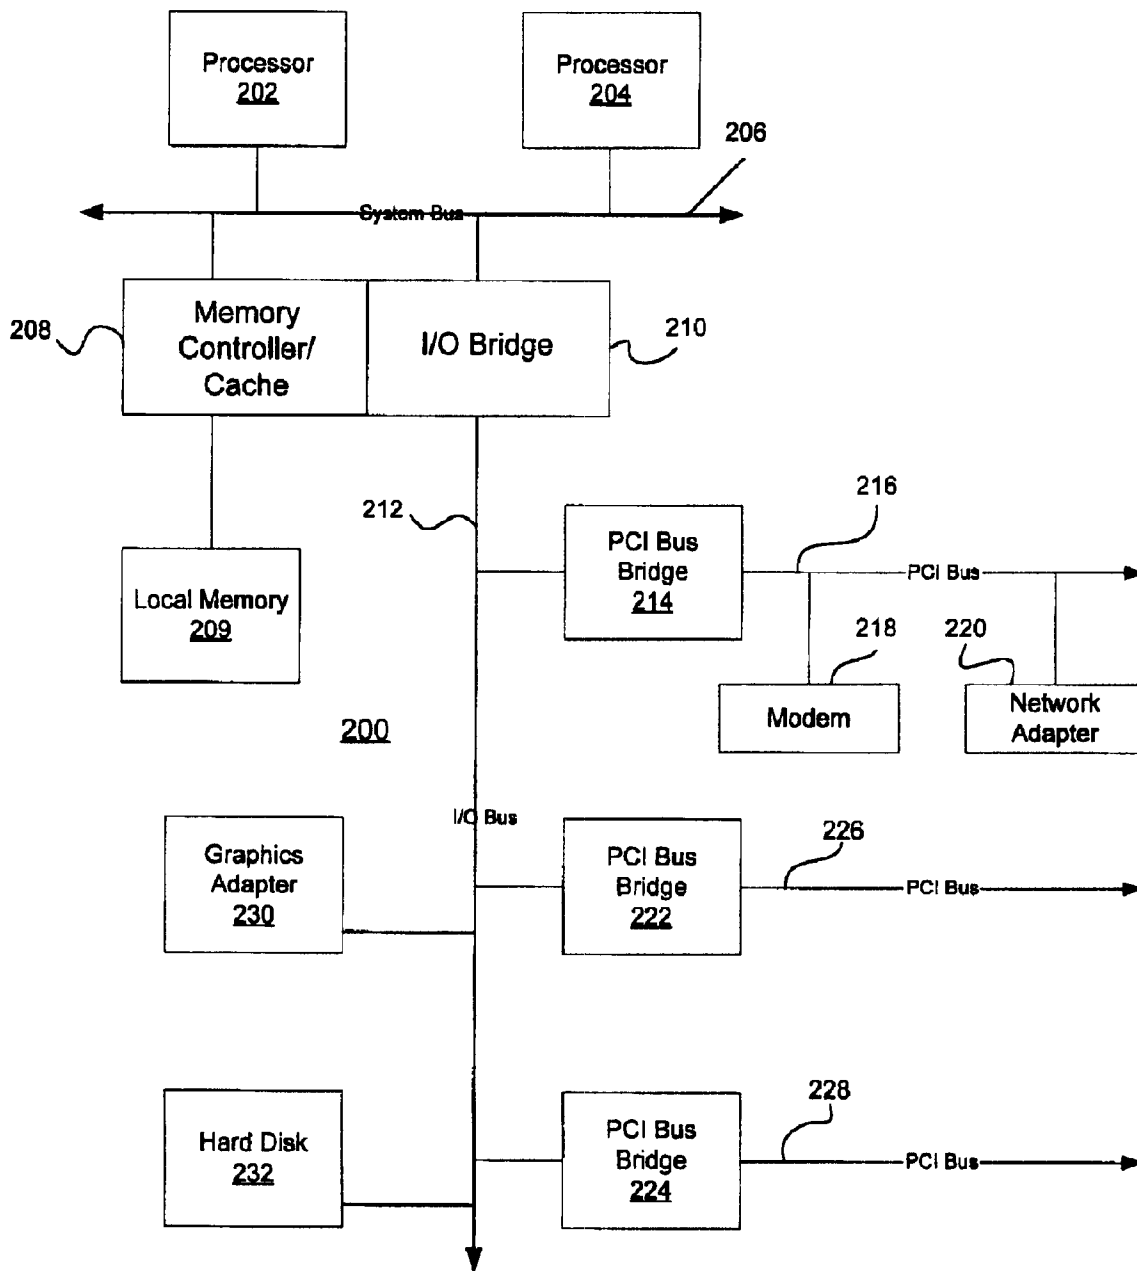 Processor
202
Processor
204
206
System Bus
208
Memory
Controller/
Cache
I/O Bridge
210
212
216
PCI Bus
Bridge
214
PCI Bus
Local Memory
209
218
220
Modem
Network
Adapter
200
I/O Bus
Graphics
Adapter
230
PCI Bus
Bridge
222
226
PCI Bus
Hard Disk
232
PCI Bus
Bridge
224
228
PCI Bus